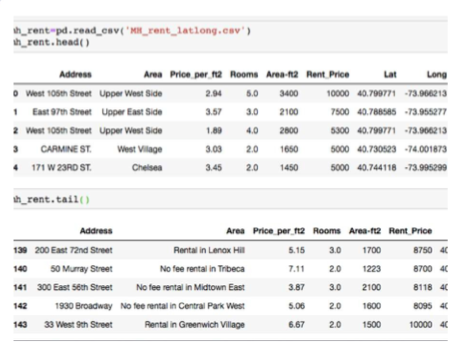 h_rent=pd.read_csv('MH_rent_latlong.csv')
h_rent.head()
Address Area Price_per_ft2 Rooms Area-ft2 Rent_Price Lat Long
0 West 105th Street Upper West Side 2.94 5.0 3400 10000 40.799771 -73.966213
1 East 97th Street Upper East Side 3.57 3.0 2100 7500 40.788585 -73.955277
2 West 105th Street Upper West Side 1.89 4.0 2800 5300 40.799771 -73.966213
3 CARMINE ST. West Village 3.03 2.0 1650 5000 40.730523 -74.001873
4 171 W 23RD ST. Chelsea 3.45 2.0 1450 5000 40.744118 -73.995299
h_rent.tail()
Address Area Price_per_ft2 Rooms Area-ft2 Rent_Price
139 200 East 72nd Street Rental in Lenox Hill 5.15 3.0 1700 8750 40
140 50 Murray Street No fee rental in Tribeca 7.11 2.0 1223 8700 40
141 300 East 56th Street No fee rental in Midtown East 3.87 3.0 2100 8118 40
142 1930 Broadway No fee rental in Central Park West 5.06 2.0 1600 8095 40
143 33 West 9th Street Rental in Greenwich Village 6.67 2.0 1500 10000 40